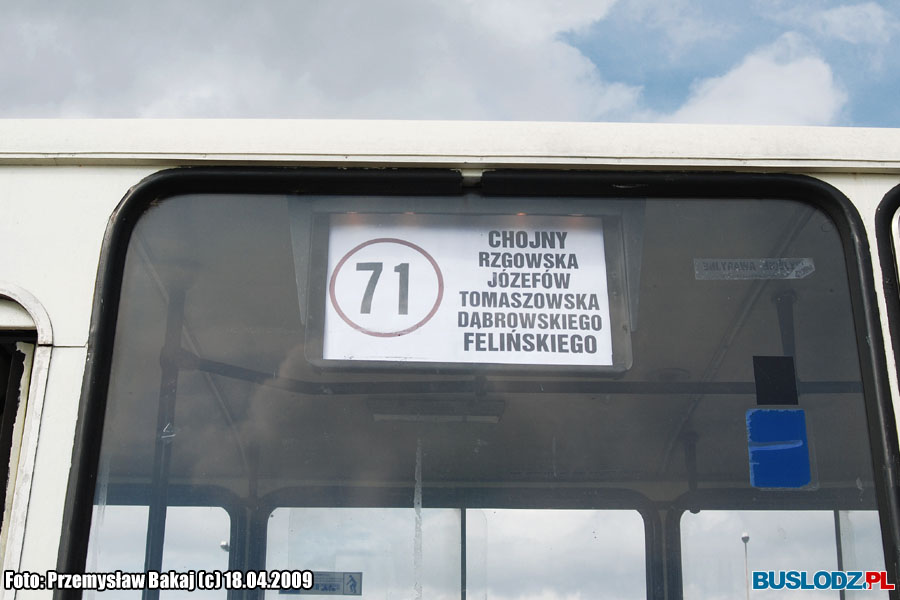 71
CHOJNY
RZGOWSKA
JÓZEFÓW
TOMASZOWSKA
DĄBROWSKIEGO
FELIŃSKIEGO
Foto: Przemysław Bakaj (c) 18.04.2009
BUSLODZ.PL